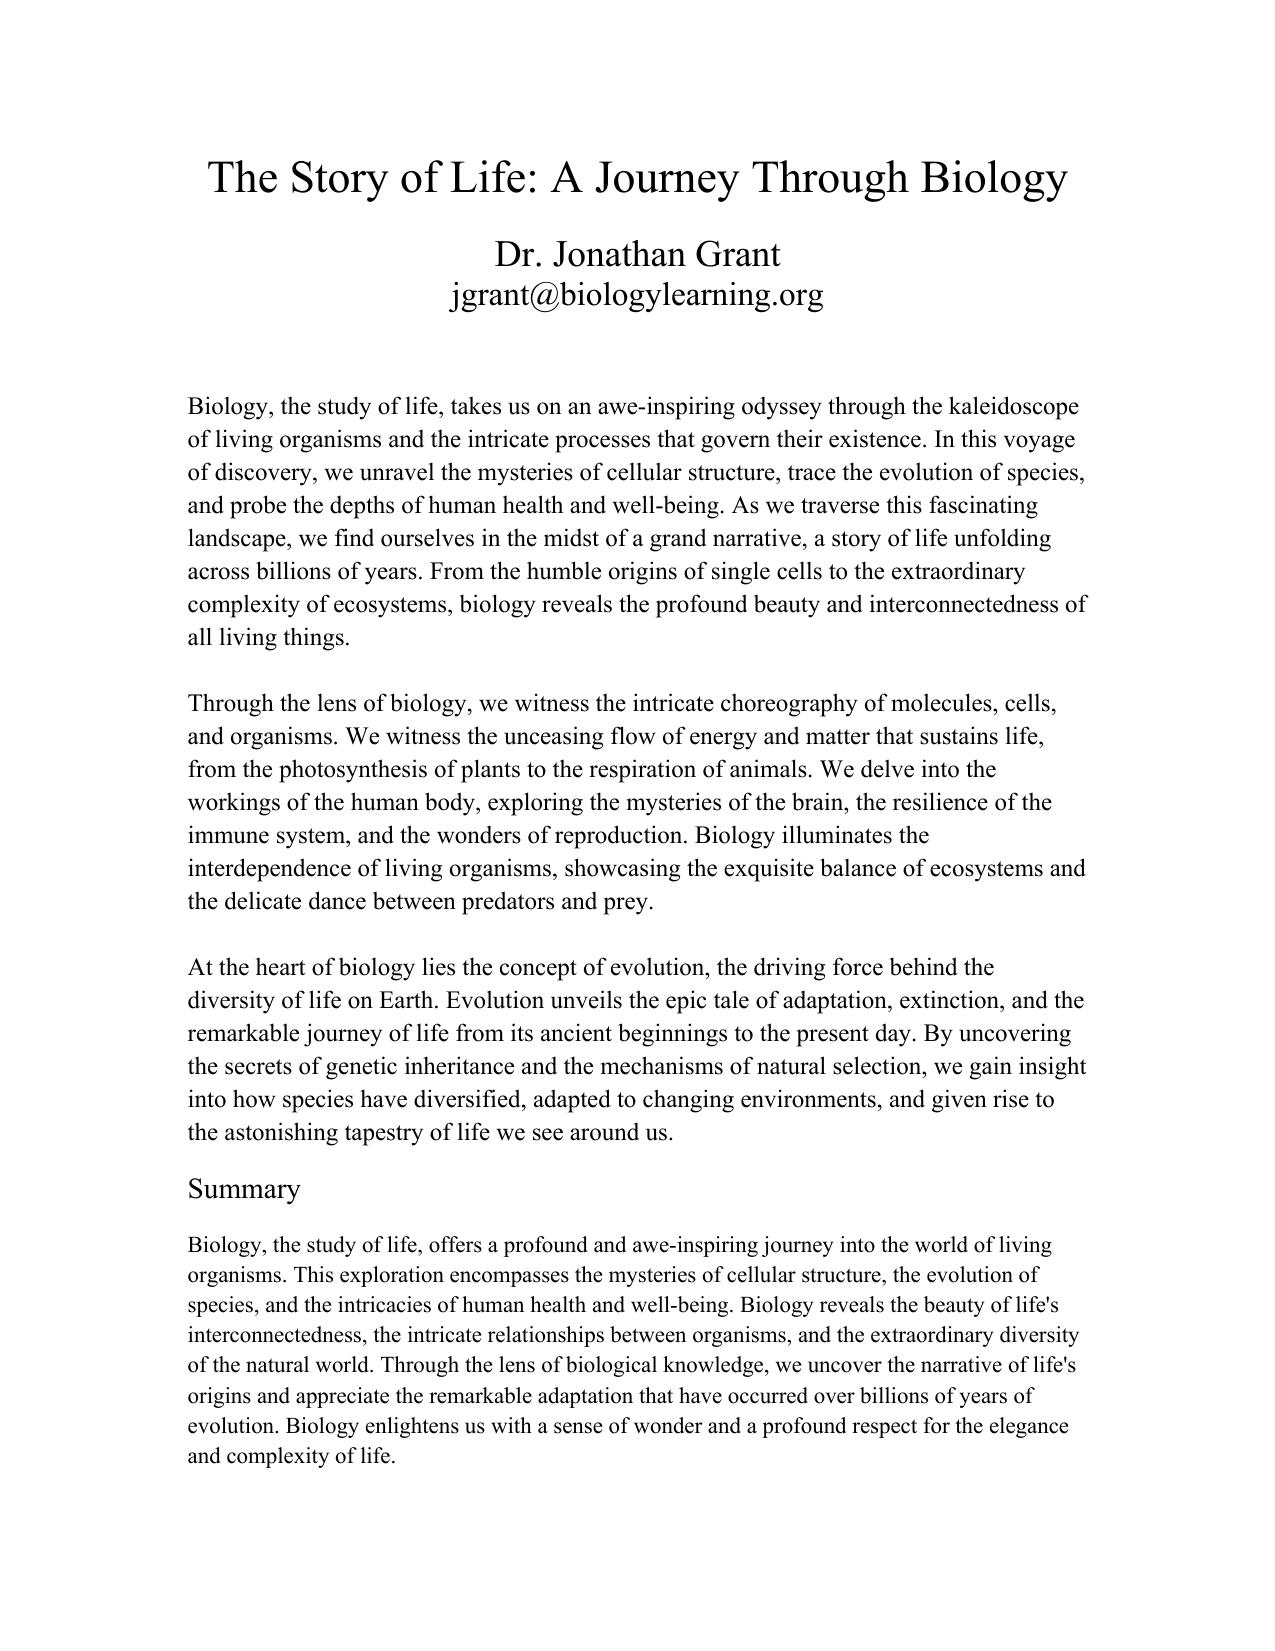 The Story of Life: A Journey Through Biology
Dr. Jonathan Grant
jgrant@biologylearning.org
Biology, the study of life, takes us on an awe-inspiring odyssey through the kaleidoscope
of living organisms and the intricate processes that govern their existence. In this voyage
of discovery, we unravel the mysteries of cellular structure, trace the evolution of species,
and probe the depths of human health and well-being. As we traverse this fascinating
landscape, we find ourselves in the midst of a grand narrative, a story of life unfolding
across billions of years. From the humble origins of single cells to the extraordinary
complexity of ecosystems, biology reveals the profound beauty and interconnectedness of
all living things.
Through the lens of biology, we witness the intricate choreography of molecules, cells,
and organisms. We witness the unceasing flow of energy and matter that sustains life,
from the photosynthesis of plants to the respiration of animals. We delve into the
workings of the human body, exploring the mysteries of the brain, the resilience of the
immune system, and the wonders of reproduction. Biology illuminates the
interdependence of living organisms, showcasing the exquisite balance of ecosystems and
the delicate dance between predators and prey.
At the heart of biology lies the concept of evolution, the driving force behind the
diversity of life on Earth. Evolution unveils the epic tale of adaptation, extinction, and the
remarkable journey of life from its ancient beginnings to the present day. By uncovering
the secrets of genetic inheritance and the mechanisms of natural selection, we gain insight
into how species have diversified, adapted to changing environments, and given rise to
the astonishing tapestry of life we see around us.
Summary
Biology, the study of life, offers a profound and awe-inspiring journey into the world of living
organisms. This exploration encompasses the mysteries of cellular structure, the evolution of
species, and the intricacies of human health and well-being. Biology reveals the beauty of life's
interconnectedness, the intricate relationships between organisms, and the extraordinary diversity
of the natural world. Through the lens of biological knowledge, we uncover the narrative of life's
origins and appreciate the remarkable adaptation that have occurred over billions of years of
evolution. Biology enlightens us with a sense of wonder and a profound respect for the elegance
and complexity of life.